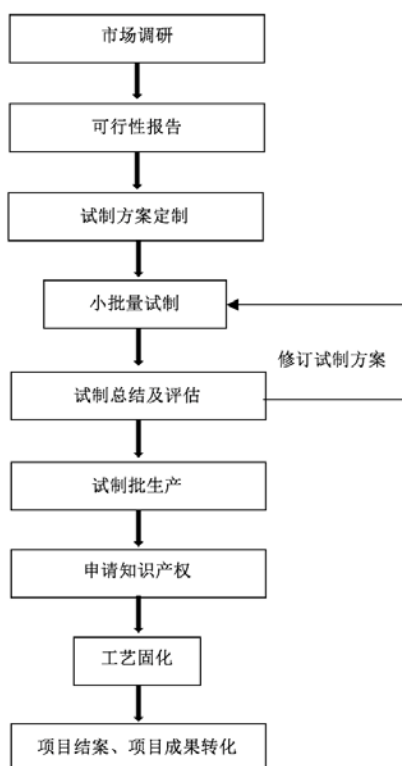 市场调研
可行性报告
试制方案定制
小批量试制
修订试制方案
试制总结及评估
试制批生产
申请知识产权
工艺固化
项目结案、项目成果转化